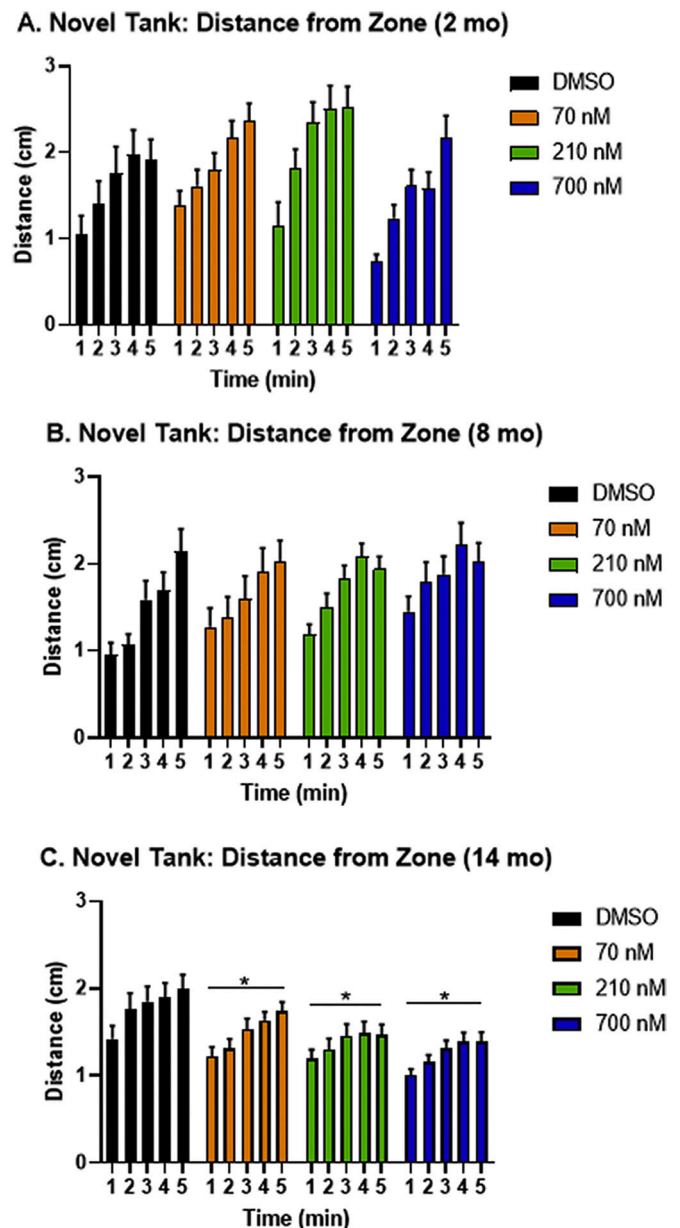 A. Novel Tank: Distance from Zone (2 mo)
3
2
1
0
Distance (cm)
1 2 3 4 5 1 2 3 4 5 1 2 3 4 5 1 2 3 4 5
Time (min)
DMSO
70 nM
210 nM
700 nM
B. Novel Tank: Distance from Zone (8 mo)
3
2
1
0
Distance (cm)
1 2 3 4 5 1 2 3 4 5 1 2 3 4 5 1 2 3 4 5
Time (min)
DMSO
70 nM
210 nM
700 nM
C. Novel Tank: Distance from Zone (14 mo)
3
2
1
0
Distance (cm)
* * *
1 2 3 4 5 1 2 3 4 5 1 2 3 4 5 1 2 3 4 5
Time (min)
DMSO
70 nM
210 nM
700 nM